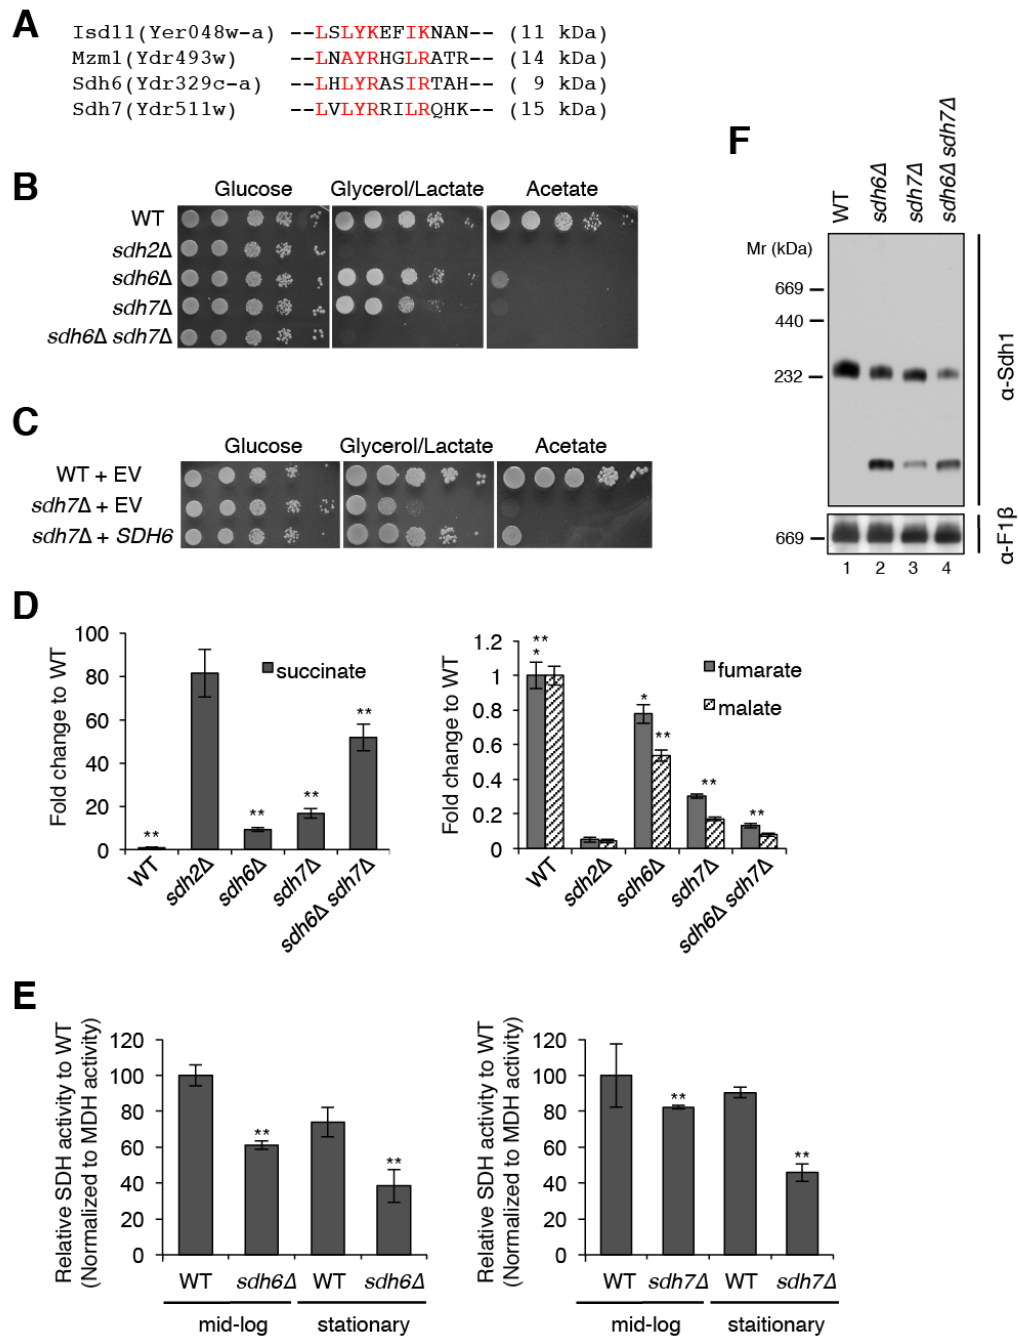 A
Isd11(Yer048w-a) --LSLYKEFIKNAN-- (11 kDa)
Mzm1(Ydr493w) --LNAYRHGLRATR-- (14 kDa)
Sdh6(Ydr329c-a) --LHLYRASIRTAH-- ( 9 kDa)
Sdh7(Ydr511w) --LVLYRRILRQHK-- (15 kDa)
B
Glucose Glycerol/Lactate Acetate
WT
sdh2Δ
sdh6Δ
sdh7Δ
sdh6Δ sdh7Δ
C
Glucose Glycerol/Lactate Acetate
WT + EV
sdh7Δ + EV
sdh7Δ + SDH6
D
Fold change to WT
100
80
60
40
20
0
succinate
**
**
**
**
WT sdh2Δ sdh6Δ sdh7Δ sdh6Δ sdh7Δ
Fold change to WT
1.2
1
0.8
0.6
0.4
0.2
0
fumarate
malate
**
*
*
**
**
**
WT sdh2Δ sdh6Δ sdh7Δ sdh6Δ sdh7Δ
E
Relative SDH activity to WT
(Normalized to MDH activity)
120
100
80
60
40
20
0
**
**
WT sdh6Δ WT sdh6Δ
mid-log stationary
Relative SDH activity to WT
(Normalized to MDH activity)
120
100
80
60
40
20
0
**
**
WT sdh7Δ WT sdh7Δ
mid-log staitionary
F
WT sdh6Δ sdh7Δ sdh6Δ sdh7Δ
Mr (kDa)
669
440
232
α-Sdh1
669
α-F1β
1 2 3 4